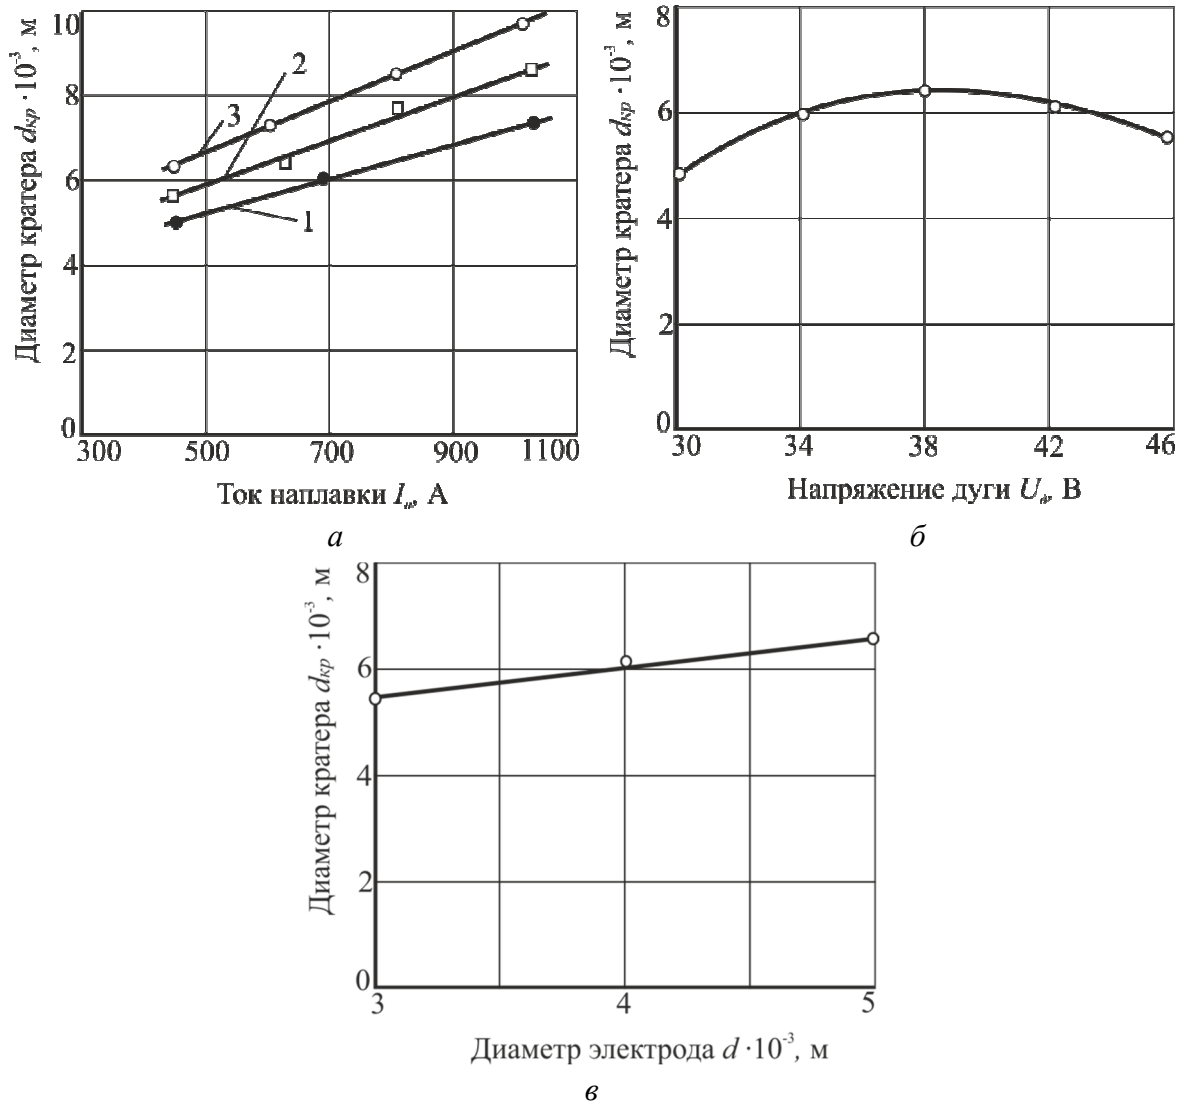 Диаметр кратера dкр ·10⁻³, м
10
8
6
4
2
0
3
2
1
300 500 700 900 1100
Ток наплавки Iн, А
а
Диаметр кратера dкр ·10⁻³, м
8
6
4
2
0
30 34 38 42 46
Напряжение дуги Uд, В
б
Диаметр кратера dкр ·10⁻³, м
8
6
4
2
0
3 4 5
Диаметр электрода d ·10⁻³, м
в